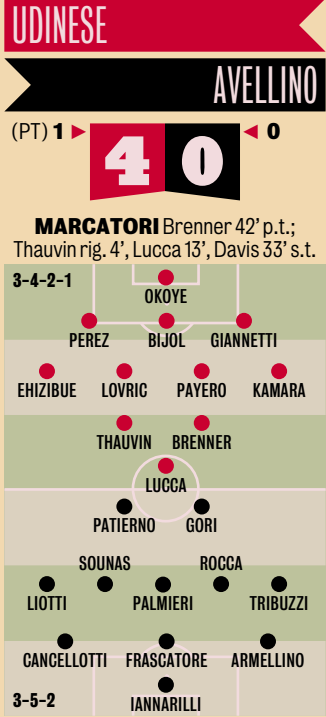 UDINESE
AVELLINO
(PT) 1 ► ◄ 0
4 0
MARCATORI Brenner 42' p.t.;
Thauvin rig. 4', Lucca 13', Davis 33' s.t.
3-4-2-1
OKOYE
PEREZ BIJOL GIANNETTI
EHIZIBUE LOVRIC PAYERO KAMARA
THAUVIN BRENNER
LUCCA
PATIERNO GORI
SOUNAS ROCCA
LIOTTI PALMIERI TRIBUZZI
CANCELLOTTI FRASCATORE ARMELLINO
3-5-2
IANNARILLI